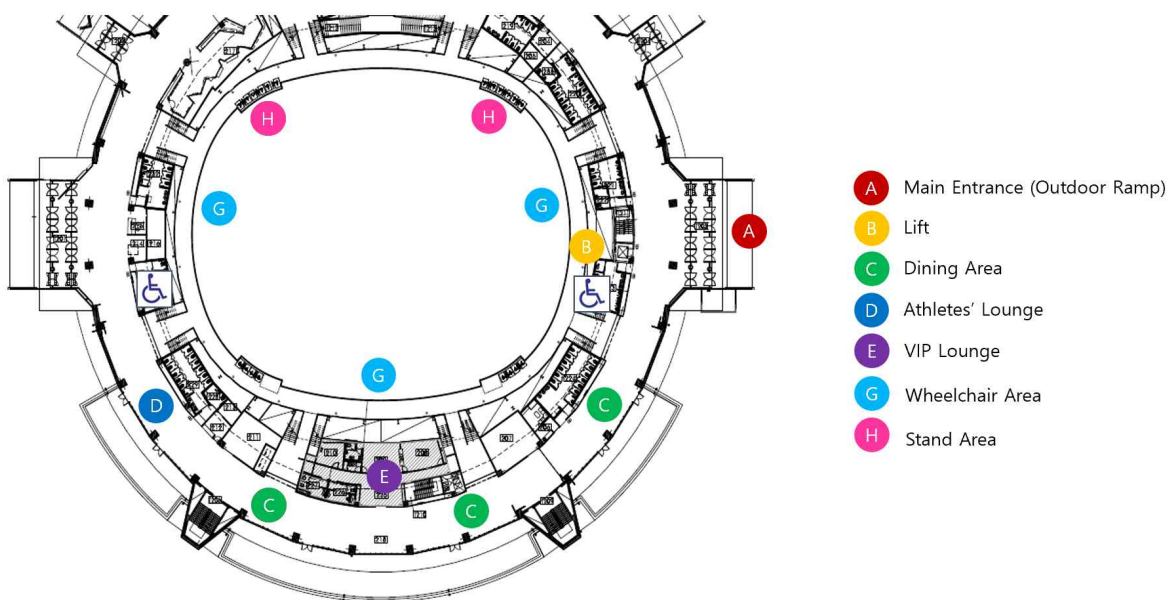 H
H
G
G
B
A
D
C
G
E
C
C
A Main Entrance (Outdoor Ramp)
B Lift
C Dining Area
D Athletes’ Lounge
E VIP Lounge
G Wheelchair Area
H Stand Area